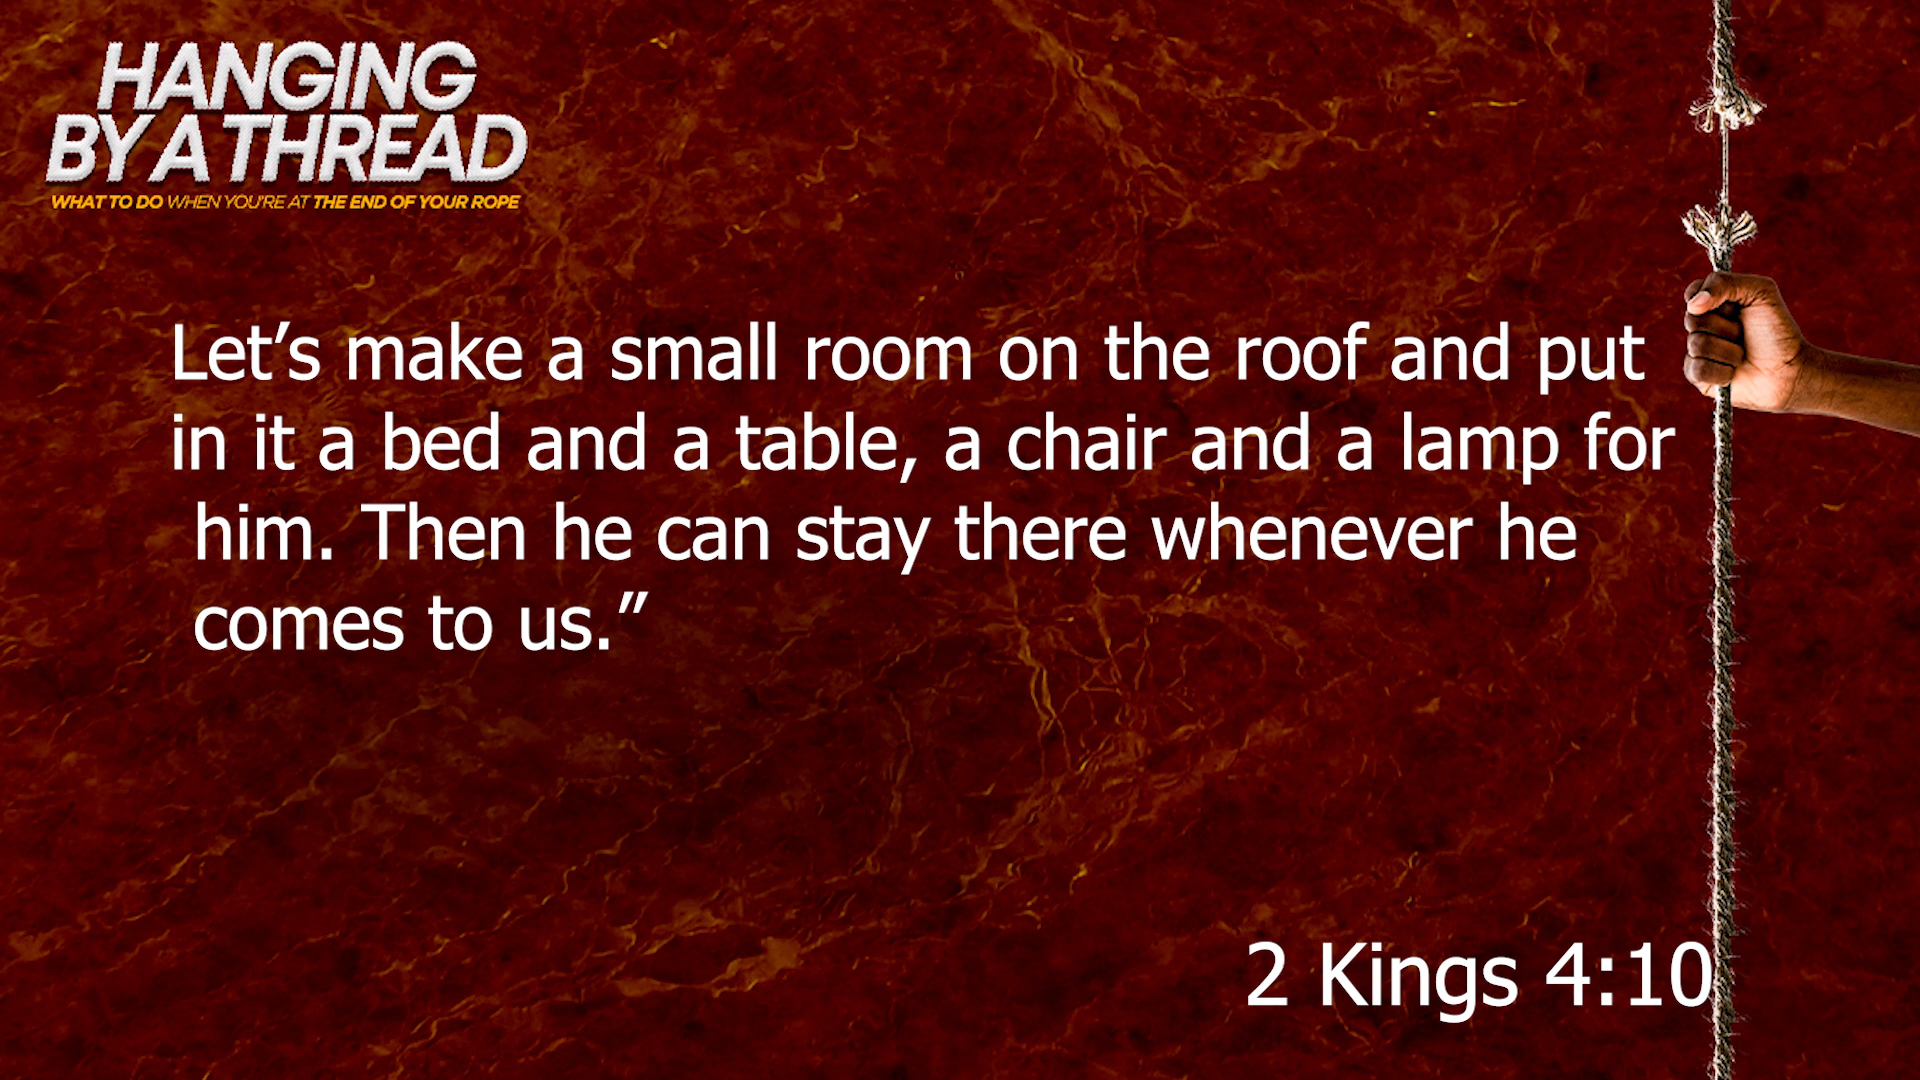 HANGING
BY A THREAD
WHAT TO DO WHEN YOU'RE AT THE END OF YOUR ROPE
Let’s make a small room on the roof and put
in it a bed and a table, a chair and a lamp for
him. Then he can stay there whenever he
comes to us.”
2 Kings 4:10